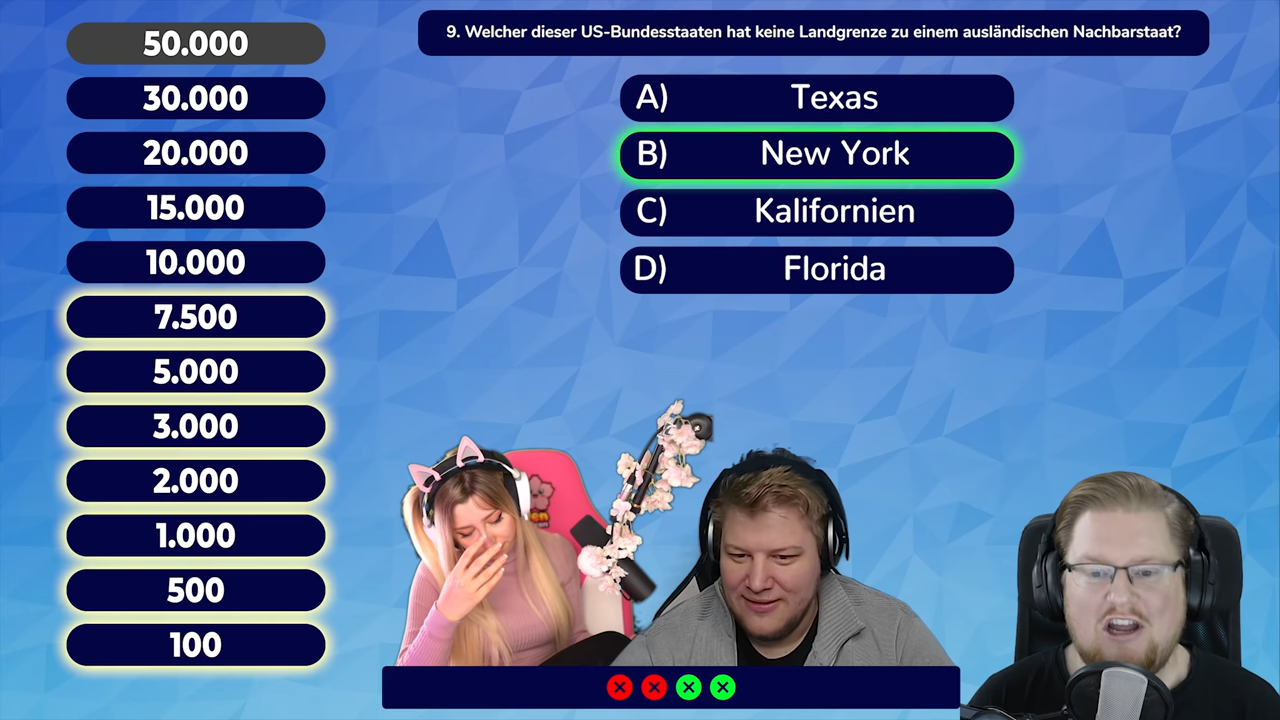 50.000
30.000
20.000
15.000
10.000
7.500
5.000
3.000
2.000
1.000
500
100
9. Welcher dieser US-Bundesstaaten hat keine Landgrenze zu einem ausländischen Nachbarstaat?
A) Texas
B) New York
C) Kalifornien
D) Florida